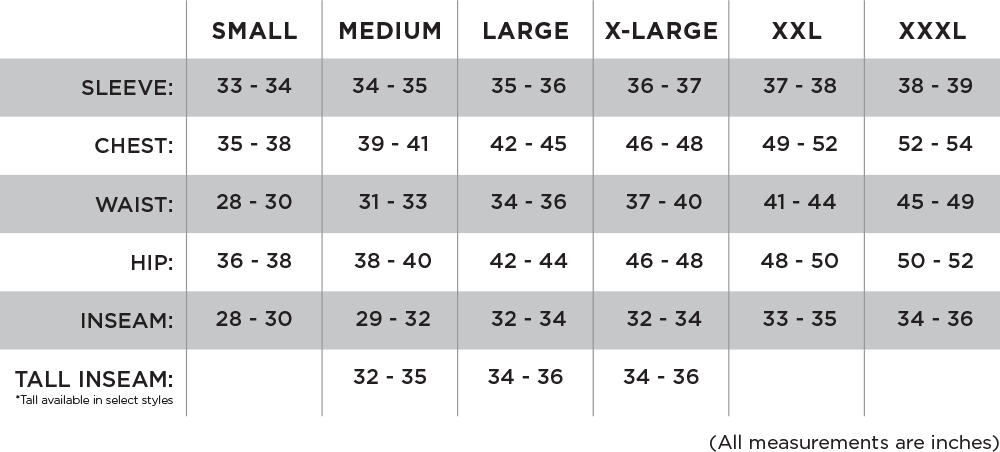 SMALL MEDIUM LARGE X-LARGE XXL XXXL
SLEEVE: 33 - 34 34 - 35 35 - 36 36 - 37 37 - 38 38 - 39
CHEST: 35 - 38 39 - 41 42 - 45 46 - 48 49 - 52 52 - 54
WAIST: 28 - 30 31 - 33 34 - 36 37 - 40 41 - 44 45 - 49
HIP: 36 - 38 38 - 40 42 - 44 46 - 48 48 - 50 50 - 52
INSEAM: 28 - 30 29 - 32 32 - 34 32 - 34 33 - 35 34 - 36
TALL INSEAM: 32 - 35 34 - 36 34 - 36
*Tall available in select styles
(All measurements are inches)